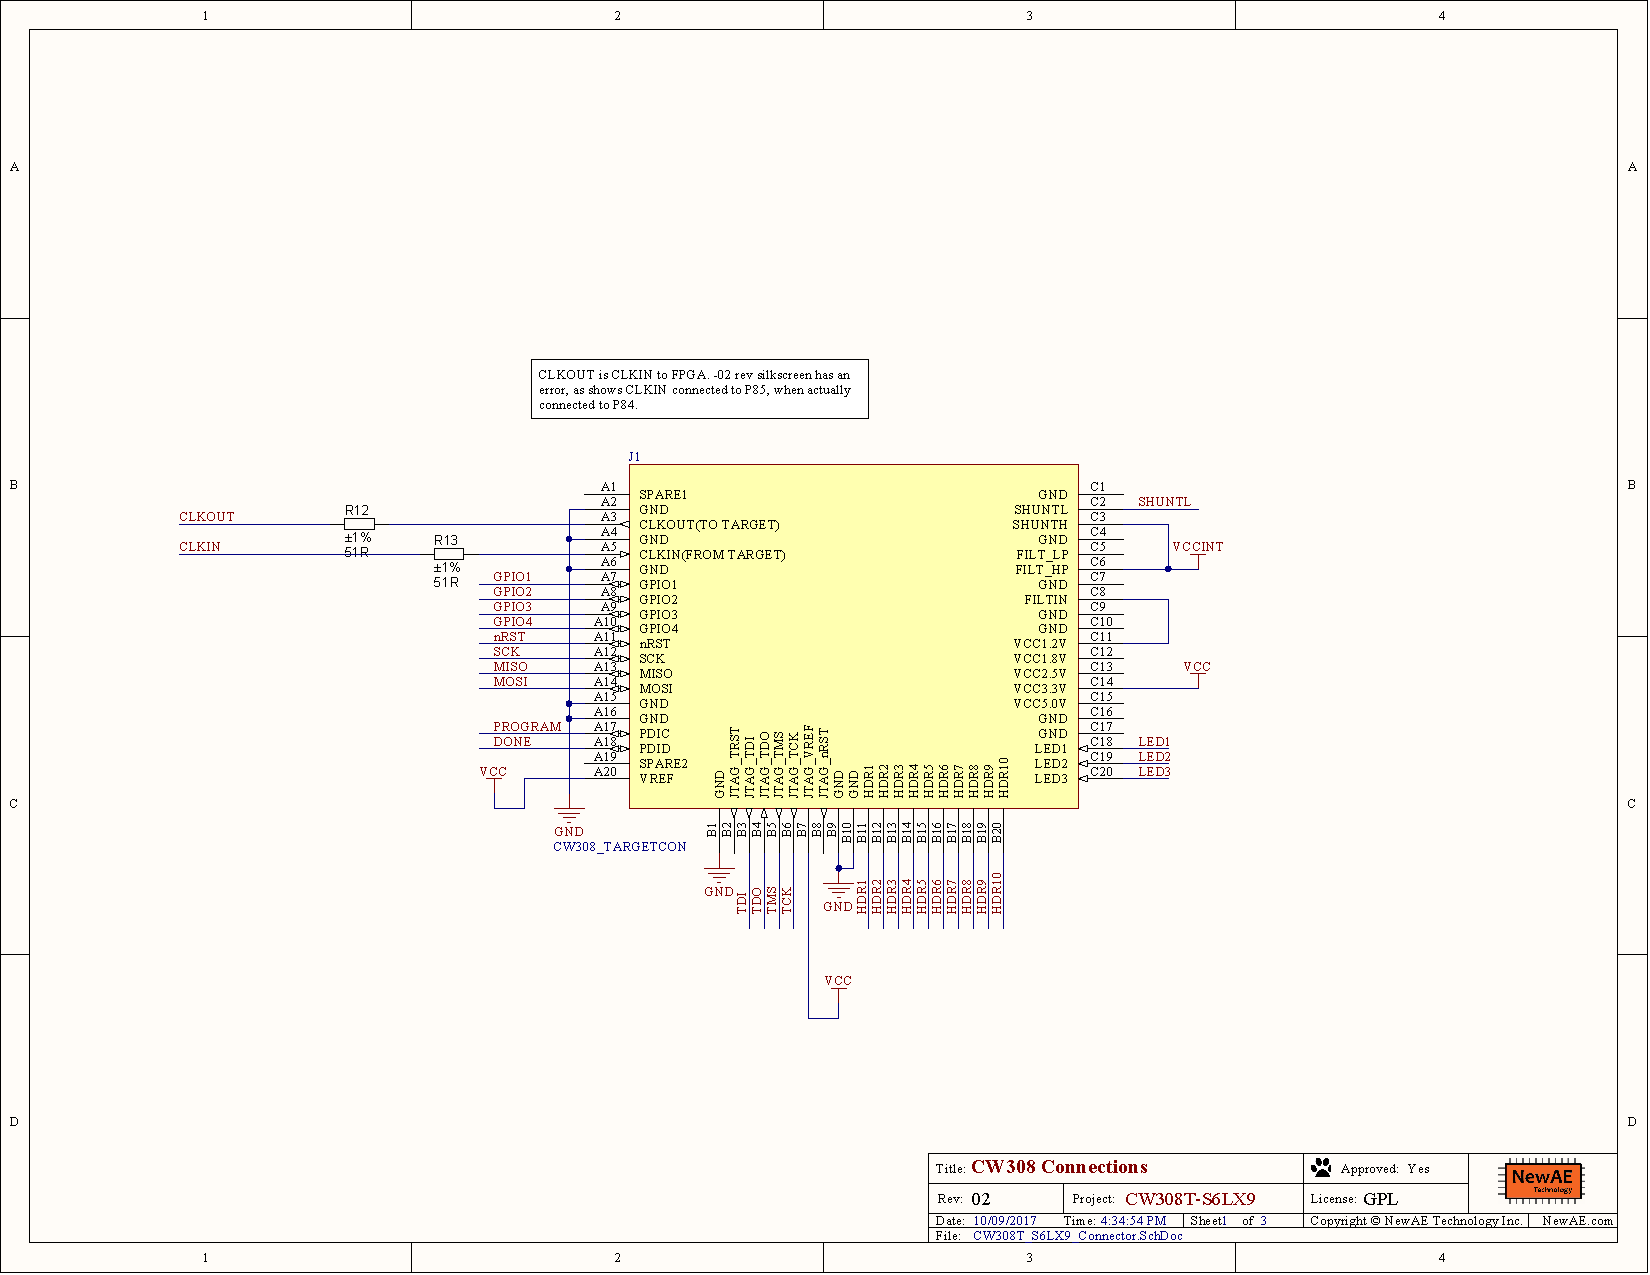 1 2 3 4
A A
B B
C C
D D
CLKOUT is CLKIN to FPGA. -02 rev silkscreen has an
error, as shows CLKIN connected to P85, when actually
connected to P84.
J1
CLKOUT
R12
±1%
51R
CLKIN
R13
±1%
51R
GPIO1
GPIO2
GPIO3
GPIO4
nRST
SCK
MISO
MOSI
PROGRAM
DONE
VCC
A1 SPARE1
A2 GND
A3 CLKOUT(TO TARGET)
A4 GND
A5 CLKIN(FROM TARGET)
A6 GND
A7 GPIO1
A8 GPIO2
A9 GPIO3
A10 GPIO4
A11 nRST
A12 SCK
A13 MISO
A14 MOSI
A15 GND
A16 GND
A17 PDIC
A18 PDID
A19 SPARE2
A20 VREF
GND
CW308_TARGETCON
GND C1
SHUNTL C2 SHUNTL
SHUNTH C3
GND C4
FILT_LP C5 VCCINT
FILT_HP C6
GND C7
FILTIN C8
GND C9
GND C10
VCC1.2V C11
VCC1.8V C12
VCC2.5V C13 VCC
VCC3.3V C14
VCC5.0V C15
GND C16
GND C17
LED1 C18 LED1
LED2 C19 LED2
LED3 C20 LED3
GND B1 GND
JTAG_TRST B2
JTAG_TDI B3 TDI
JTAG_TDO B4 TDO
JTAG_TMS B5 TMS
JTAG_TCK B6 TCK
JTAG_VREF B7 VCC
JTAG_nRST B8
GND B9
GND B10
GND
HDR1 B11 HDR1
HDR2 B12 HDR2
HDR3 B13 HDR3
HDR4 B14 HDR4
HDR5 B15 HDR5
HDR6 B16 HDR6
HDR7 B17 HDR7
HDR8 B18 HDR8
HDR9 B19 HDR9
HDR10 B20 HDR10
Title: CW308 Connections
Approved: Yes
NewAE
Technology
Rev: 02
Project: CW308T-S6LX9
License: GPL
Date: 10/09/2017 Time: 4:34:54 PM Sheet1 of 3
Copyright © NewAE Technology Inc. NewAE.com
File: CW308T_S6LX9_Connector.SchDoc
1 2 3 4